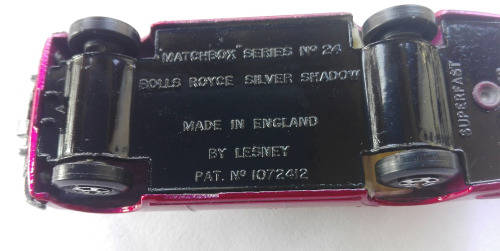 "MATCHBOX" SERIES Nº 24
ROLLS ROYCE SILVER SHADOW
MADE IN ENGLAND
BY LESNEY
PAT. Nº 1072412
SUPERFAST